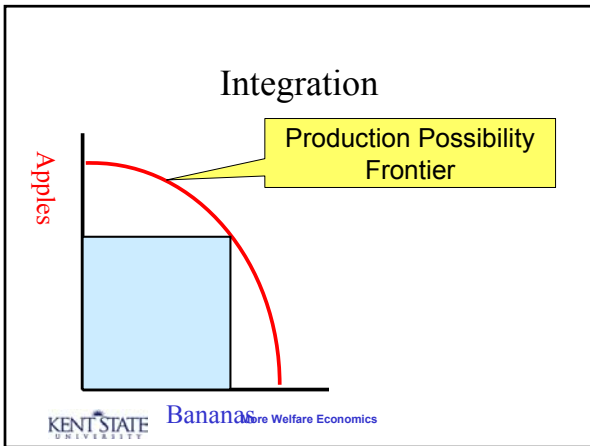 Integration
Production Possibility
Frontier
Apples
Bananas
More Welfare Economics
KENT STATE
UNIVERSITY